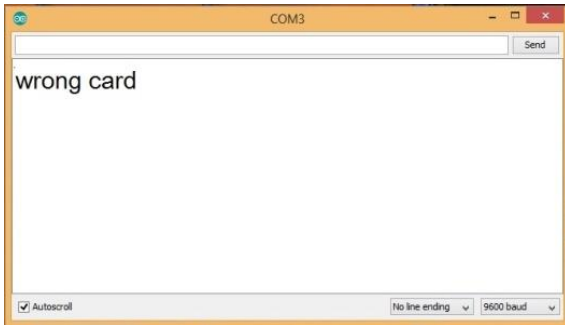 COM3
Send
wrong card
Autoscroll
No line ending
9600 baud